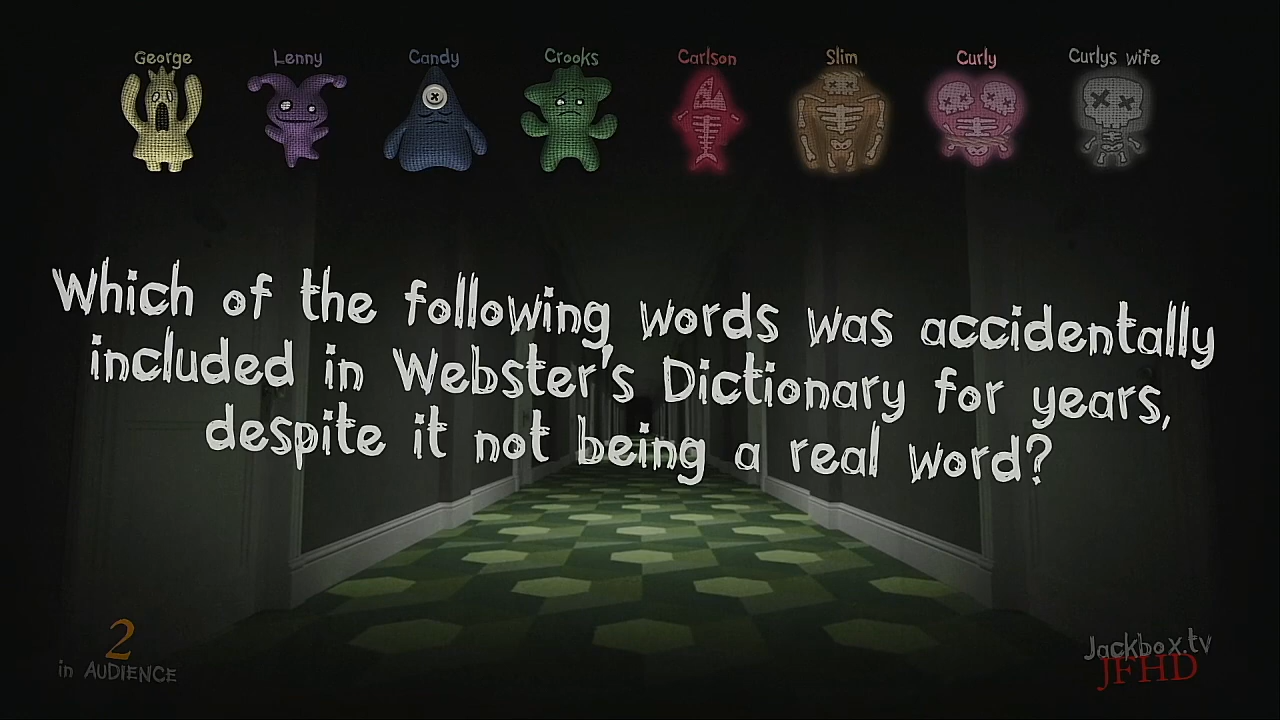 George Lenny Candy Crooks Carlson Slim Curly Curlys wife
Which of the following words was accidentally
included in Webster's Dictionary for years,
despite it not being a real word?
2
in AUDIENCE
Jackbox.tv
JFHD